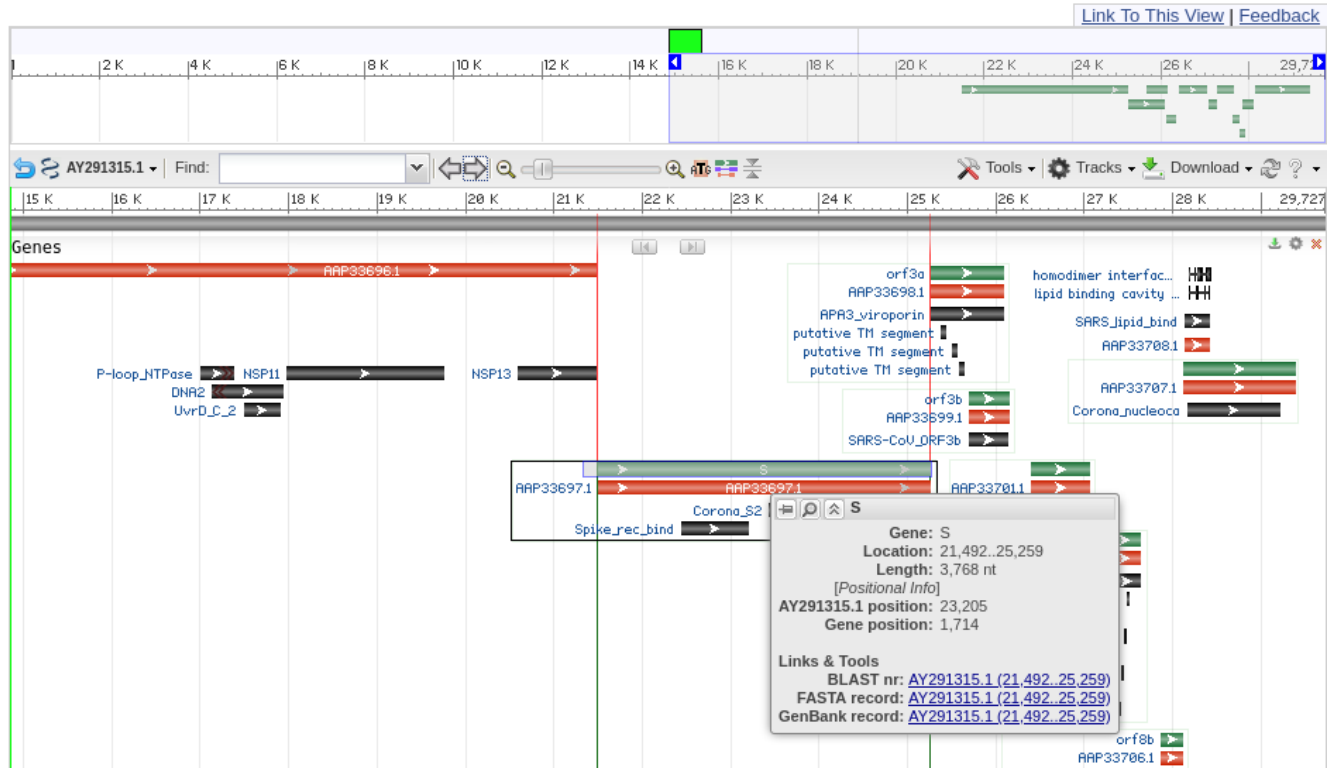 Link To This View | Feedback
1 2 K 4 K 6 K 8 K 10 K 12 K 14 K 16 K 18 K 20 K 22 K 24 K 26 K 29,72
AY291315.1 Find: ATG Tools Tracks Download ?
15 K 16 K 17 K 18 K 19 K 20 K 21 K 22 K 23 K 24 K 25 K 26 K 27 K 28 K 29,727
Genes
AAP33696.1
orf3a
homodimer interfac...
AAP33698.1
lipid binding cavity ...
APA3_viroporin
SARS_lipid_bind
putative TM segment
AAP33708.1
putative TM segment
putative TM segment
P-loop_NTPase NSP11 NSP13
DNA2
AAP33707.1
UvrD_C_2
orf3b
Corona_nucleoca
AAP33699.1
SARS-CoV_ORF3b
S
AAP33697.1 AAP33697.1 AAP33701.1
Corona_S2
Spike_rec_bind
S
Gene: S
Location: 21,492..25,259
Length: 3,768 nt
[Positional Info]
AY291315.1 position: 23,205
Gene position: 1,714
Links & Tools
BLAST nr: AY291315.1 (21,492..25,259)
FASTA record: AY291315.1 (21,492..25,259)
GenBank record: AY291315.1 (21,492..25,259)
orf8b
AAP33706.1